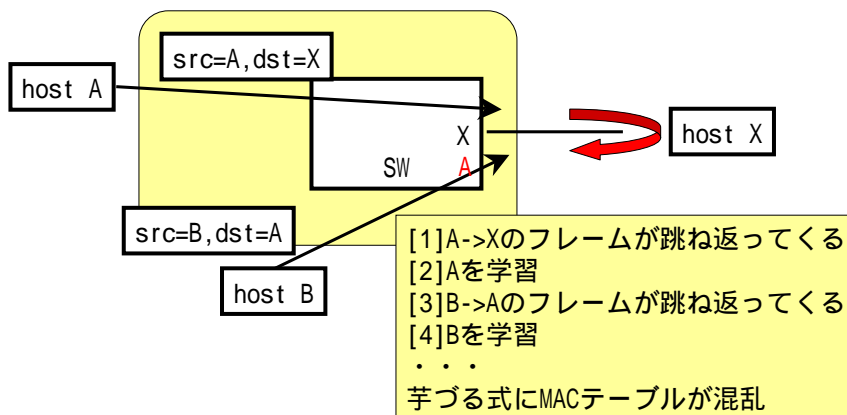 src=A,dst=X
host A
X
host X
SW
A
src=B,dst=A
host B
[1]A->Xのフレームが跳ね返ってくる
[2]Aを学習
[3]B->Aのフレームが跳ね返ってくる
[4]Bを学習
・・・
芋づる式にMACテーブルが混乱